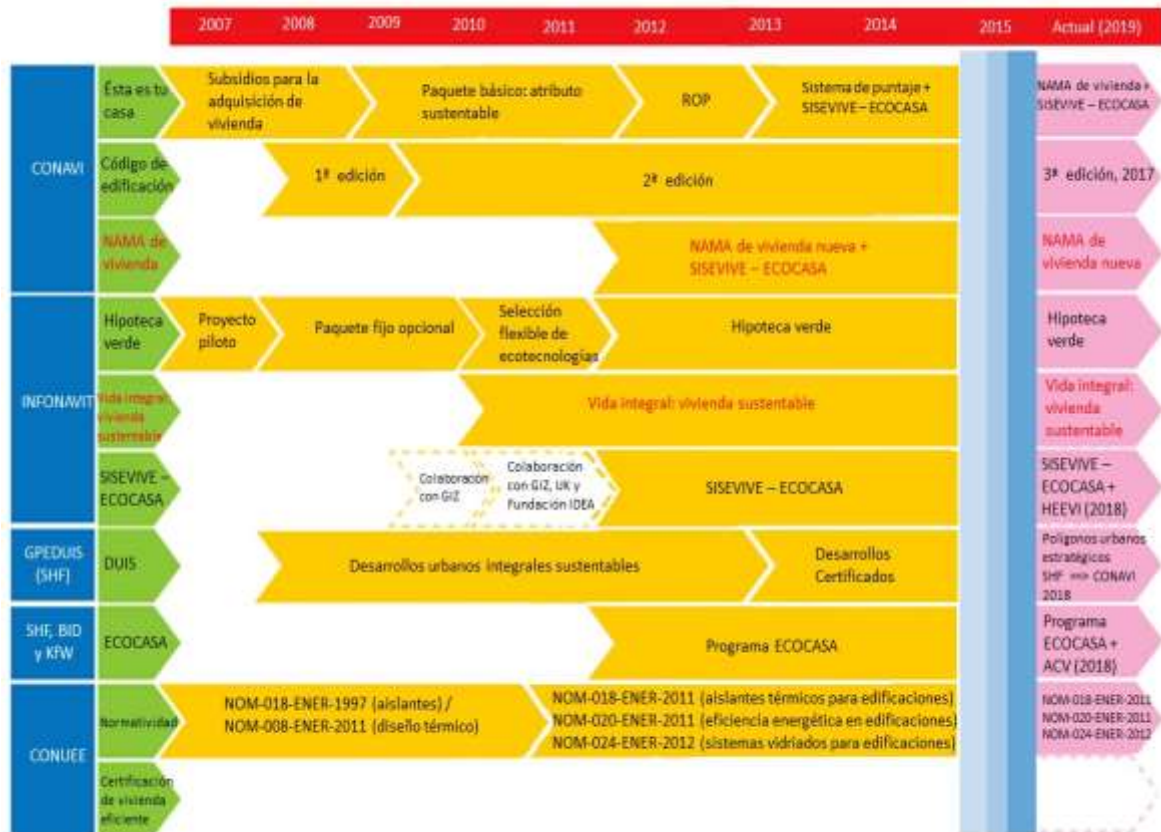 2007 2008 2009 2010 2011 2012 2013 2014 2015 Actual (2019)
CONAVI
Ésta es tu
casa
Subsidios para la
adquisición de
vivienda
Paquete básico: atributo
sustentable
ROP
Sistema de puntaje +
SISEVIVE – ECOCASA
NAMA de vivienda +
SISEVIVE – ECOCASA
Código de
edificación
1ª edición
2ª edición
3ª edición, 2017
NAMA de
vivienda
NAMA de vivienda nueva +
SISEVIVE – ECOCASA
NAMA de
vivienda nueva
INFONAVIT
Hipoteca
verde
Proyecto
piloto
Paquete fijo opcional
Selección
flexible de
ecotecnologías
Hipoteca verde
Hipoteca
verde
Vida integral:
vivienda
sustentable
Vida integral: vivienda sustentable
Vida integral:
vivienda
sustentable
SISEVIVE –
ECOCASA
Colaboración
con GIZ
Colaboración
con GIZ, UK y
Fundación IDEA
SISEVIVE – ECOCASA
SISEVIVE –
ECOCASA +
HEEVI (2018)
GPEDUIS
(SHF)
DUIS
Desarrollos urbanos integrales sustentables
Desarrollos
Certificados
Polígonos urbanos
estratégicos
SHF ==> CONAVI
2018
SHF, BID
y KfW
ECOCASA
Programa ECOCASA
Programa
ECOCASA +
ACV (2018)
CONUEE
Normatividad
NOM-018-ENER-1997 (aislantes) /
NOM-008-ENER-2011 (diseño térmico)
NOM-018-ENER-2011 (aislantes térmicos para edificaciones)
NOM-020-ENER-2011 (eficiencia energética en edificaciones)
NOM-024-ENER-2012 (sistemas vidriados para edificaciones)
NOM-018-ENER-2011
NOM-020-ENER-2011
NOM-024-ENER-2012
Certificación
de vivienda
eficiente